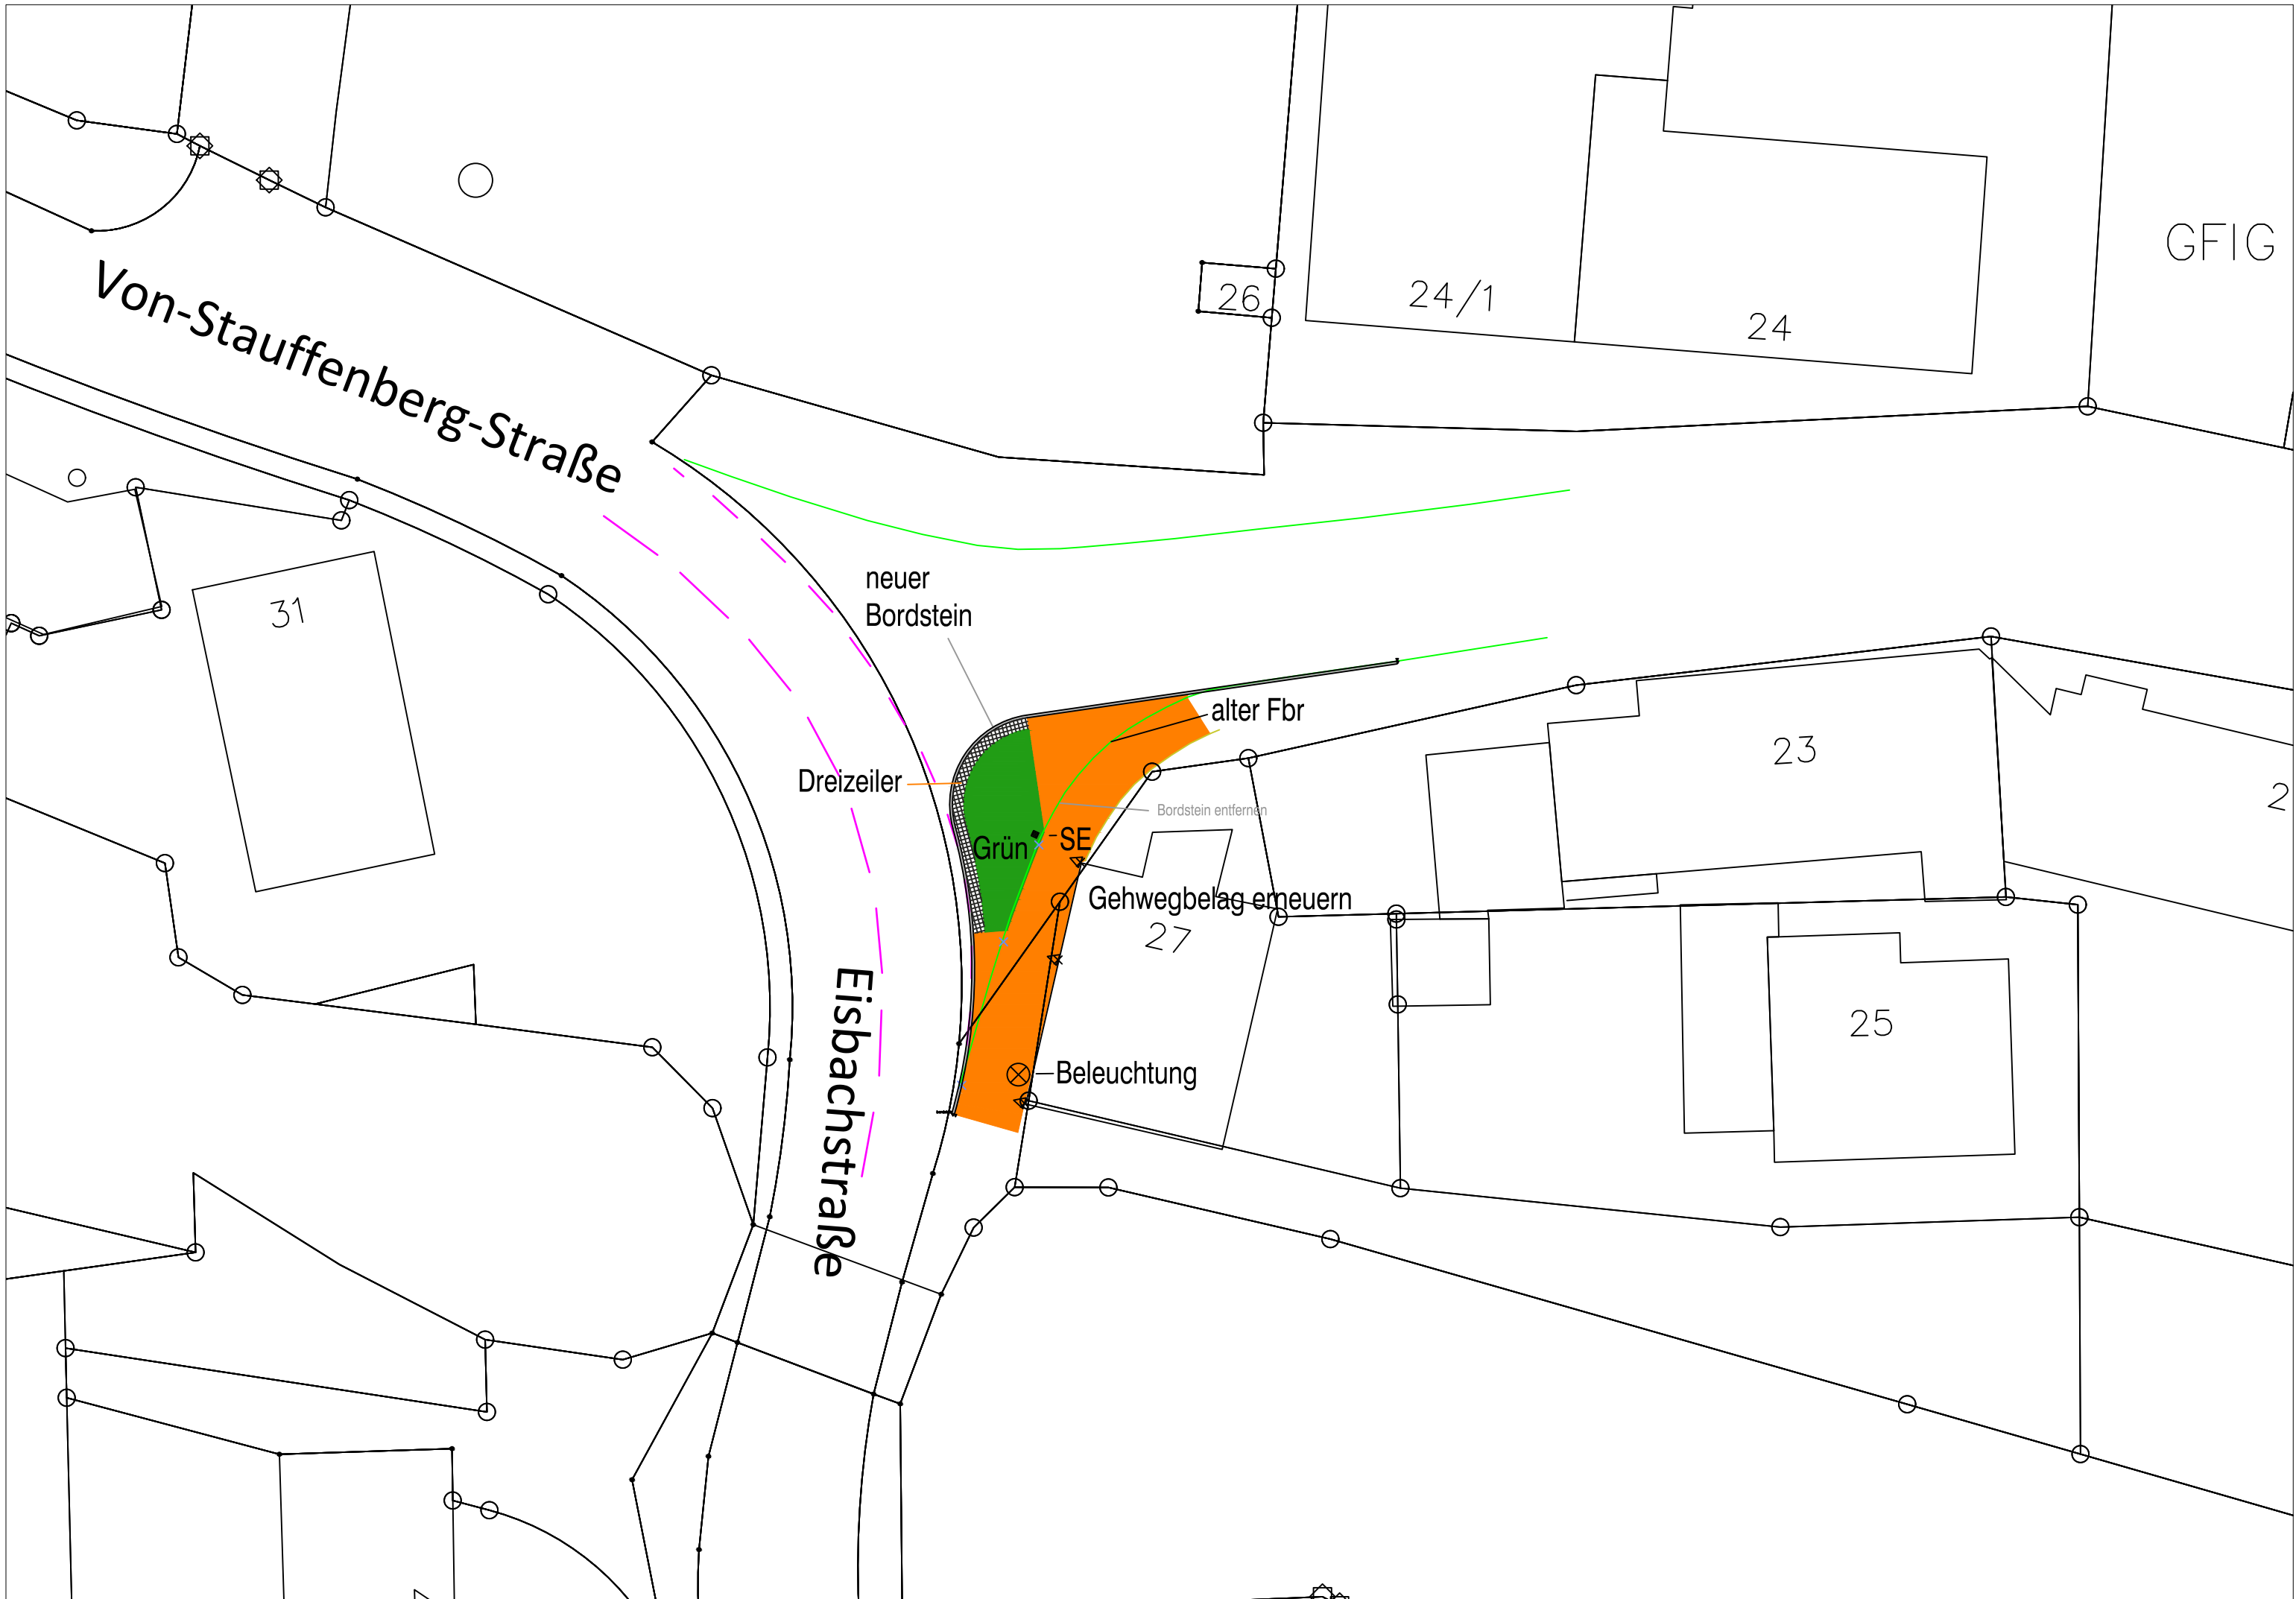 GFIG
26
24/1
24
Von-Stauffenberg-Straße
neuer
Bordstein
31
alter Fbr
23
Dreizeiler
2
Bordstein entfernen
SE
Grün
Gehwegbelag erneuern
27
25
Eisbachstraße
Beleuchtung